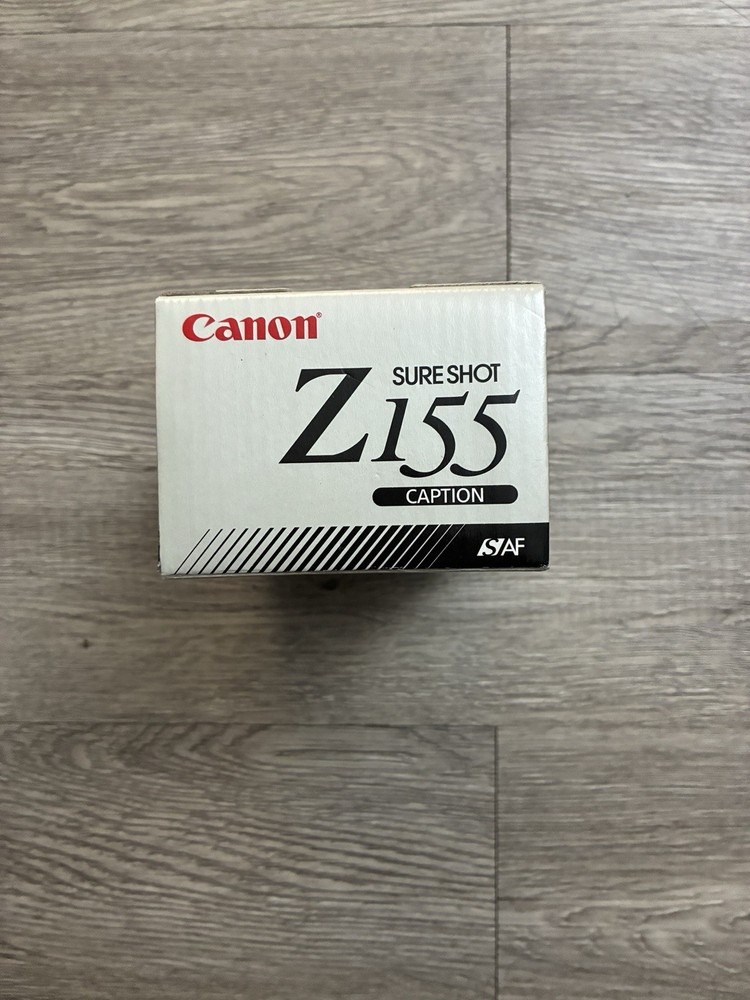 Canon®
SURE SHOT
Z155
CAPTION
S/AF